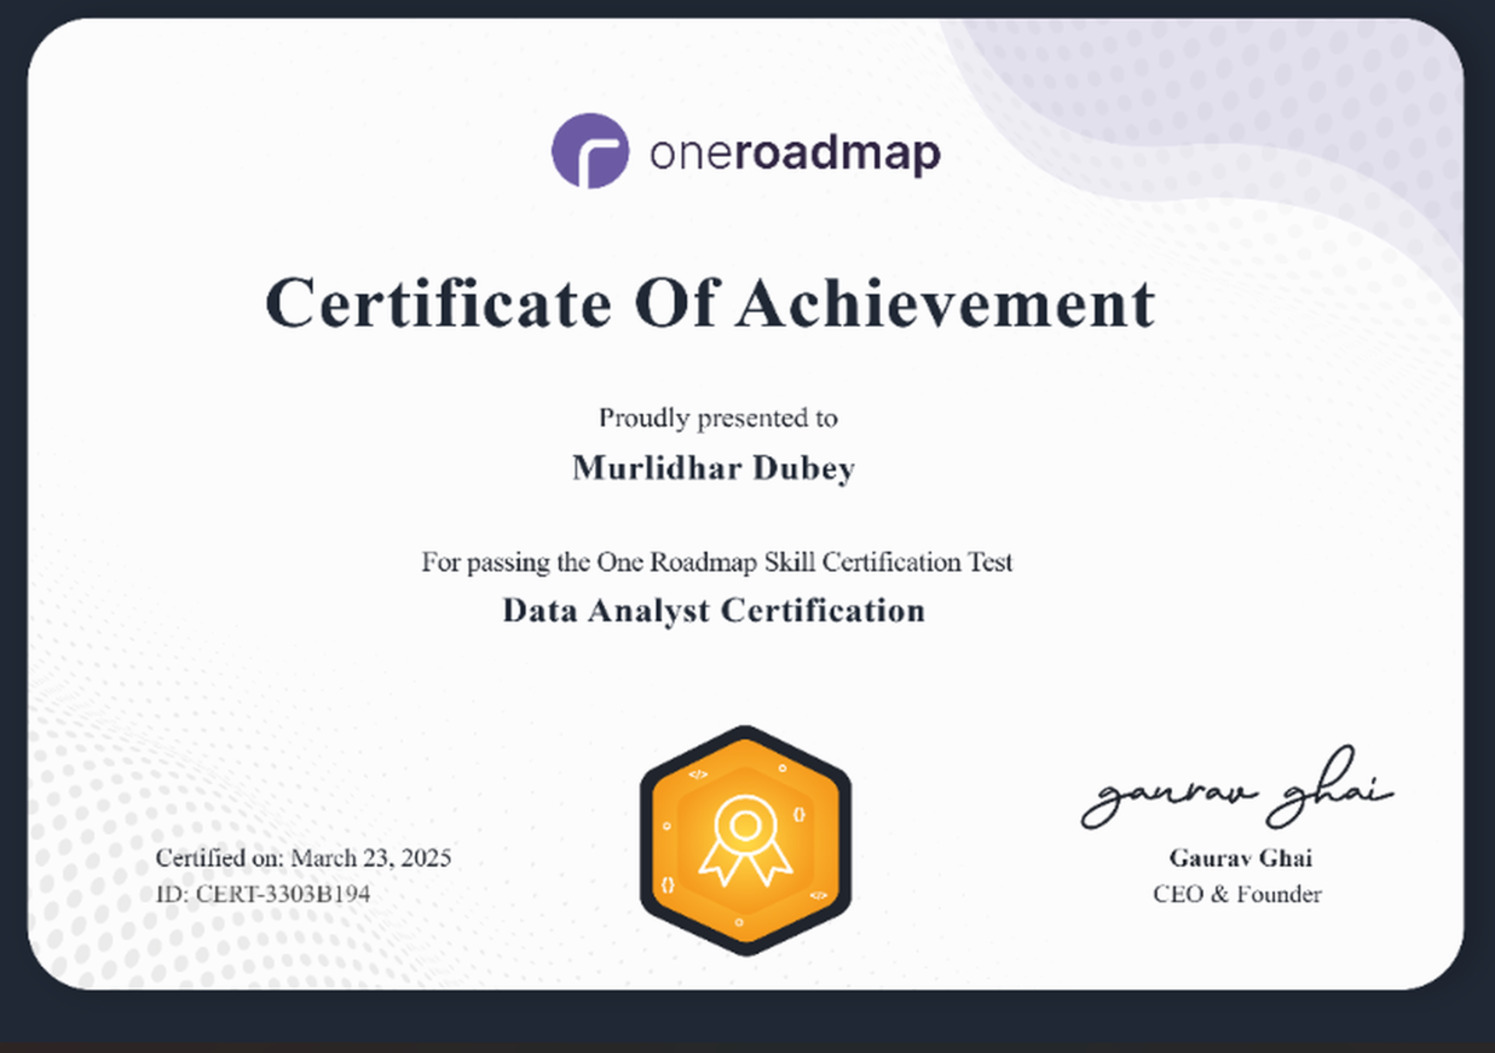 oneroadmap
Certificate Of Achievement
Proudly presented to
Murlidhar Dubey
For passing the One Roadmap Skill Certification Test
Data Analyst Certification
</>
{}
{}
</>
gaurav ghai
Certified on: March 23, 2025
ID: CERT-3303B194
Gaurav Ghai
CEO & Founder